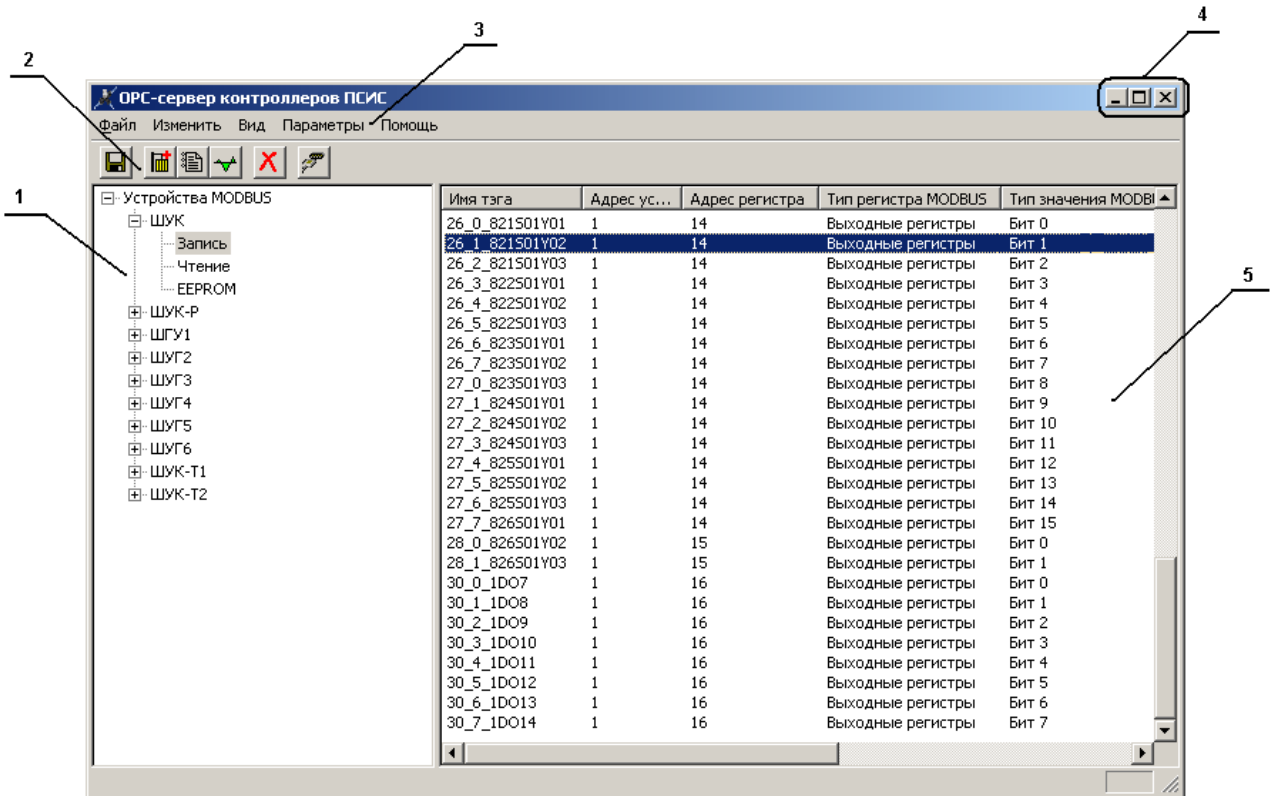 3
4
2
OPC-сервер контроллеров ПСИС
Файл Изменить Вид Параметры Помощь
1
Устройства MODBUS
ШУК
Запись
Чтение
EEPROM
ШУК-Р
ШГУ1
ШУГ2
ШУГ3
ШУГ4
ШУГ5
ШУГ6
ШУК-Т1
ШУК-Т2
Имя тэга Адрес ус... Адрес регистра Тип регистра MODBUS Тип значения MODBU
26_0_821S01Y01 1 14 Выходные регистры Бит 0
26_1_821S01Y02 1 14 Выходные регистры Бит 1
26_2_821S01Y03 1 14 Выходные регистры Бит 2
26_3_822S01Y01 1 14 Выходные регистры Бит 3
26_4_822S01Y02 1 14 Выходные регистры Бит 4
26_5_822S01Y03 1 14 Выходные регистры Бит 5
26_6_823S01Y01 1 14 Выходные регистры Бит 6
26_7_823S01Y02 1 14 Выходные регистры Бит 7
27_0_823S01Y03 1 14 Выходные регистры Бит 8
27_1_824S01Y01 1 14 Выходные регистры Бит 9
27_2_824S01Y02 1 14 Выходные регистры Бит 10
27_3_824S01Y03 1 14 Выходные регистры Бит 11
27_4_825S01Y01 1 14 Выходные регистры Бит 12
27_5_825S01Y02 1 14 Выходные регистры Бит 13
27_6_825S01Y03 1 14 Выходные регистры Бит 14
27_7_826S01Y01 1 14 Выходные регистры Бит 15
28_0_826S01Y02 1 15 Выходные регистры Бит 0
28_1_826S01Y03 1 15 Выходные регистры Бит 1
30_0_1DO7 1 16 Выходные регистры Бит 0
30_1_1DO8 1 16 Выходные регистры Бит 1
30_2_1DO9 1 16 Выходные регистры Бит 2
30_3_1DO10 1 16 Выходные регистры Бит 3
30_4_1DO11 1 16 Выходные регистры Бит 4
30_5_1DO12 1 16 Выходные регистры Бит 5
30_6_1DO13 1 16 Выходные регистры Бит 6
30_7_1DO14 1 16 Выходные регистры Бит 7
5